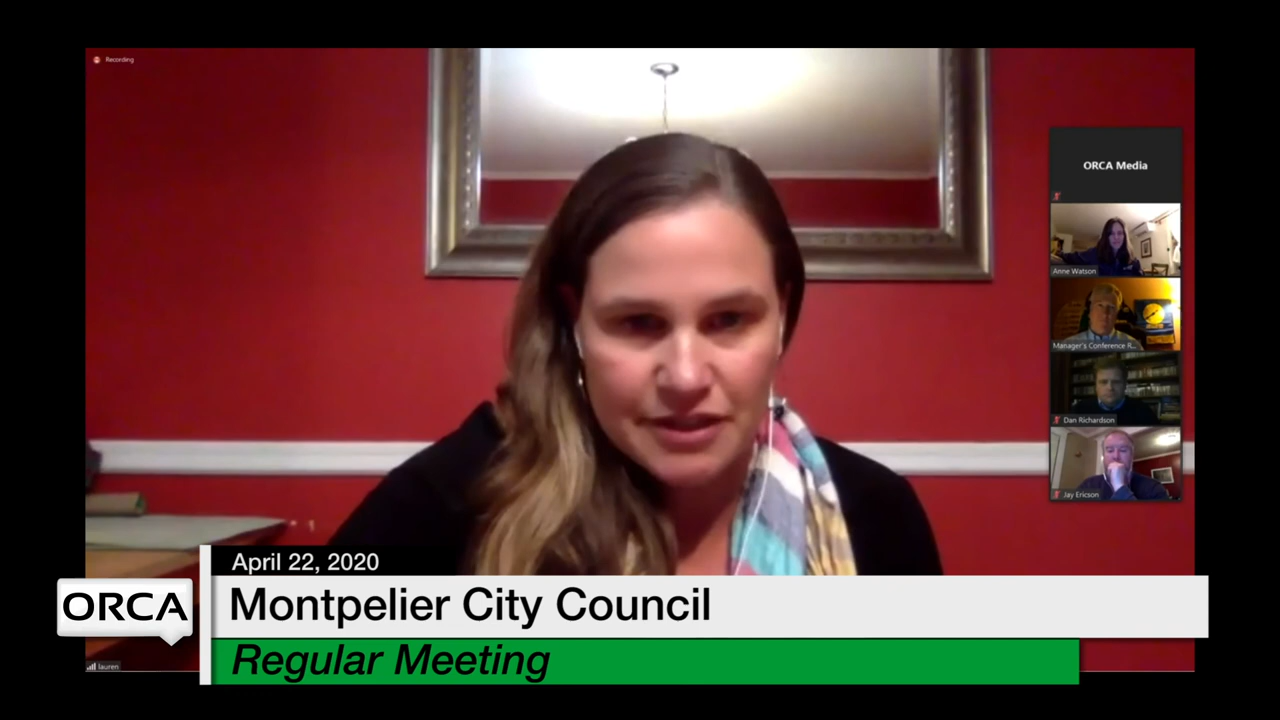 Recording
ORCA Media
Anne Watson
Manager's Conference R...
Dan Richardson
Jay Ericson
April 22, 2020
ORCA
Montpelier City Council
Regular Meeting
lauren